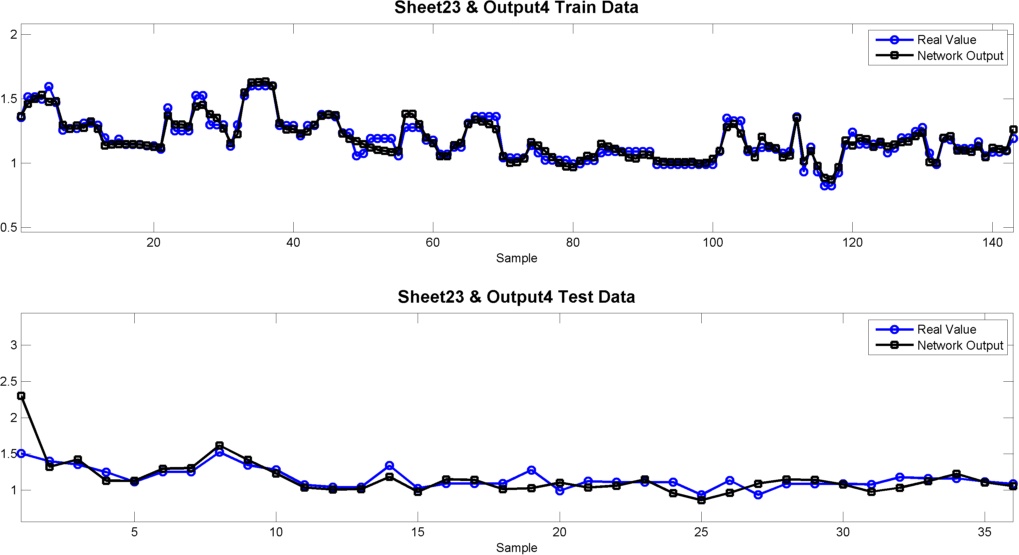 Sheet23 & Output4 Train Data
2
1.5
1
0.5
20
40
60
80
100
120
140
Sample
Real Value
Network Output
Sheet23 & Output4 Test Data
3
2.5
2
1.5
1
5
10
15
20
25
30
35
Sample
Real Value
Network Output